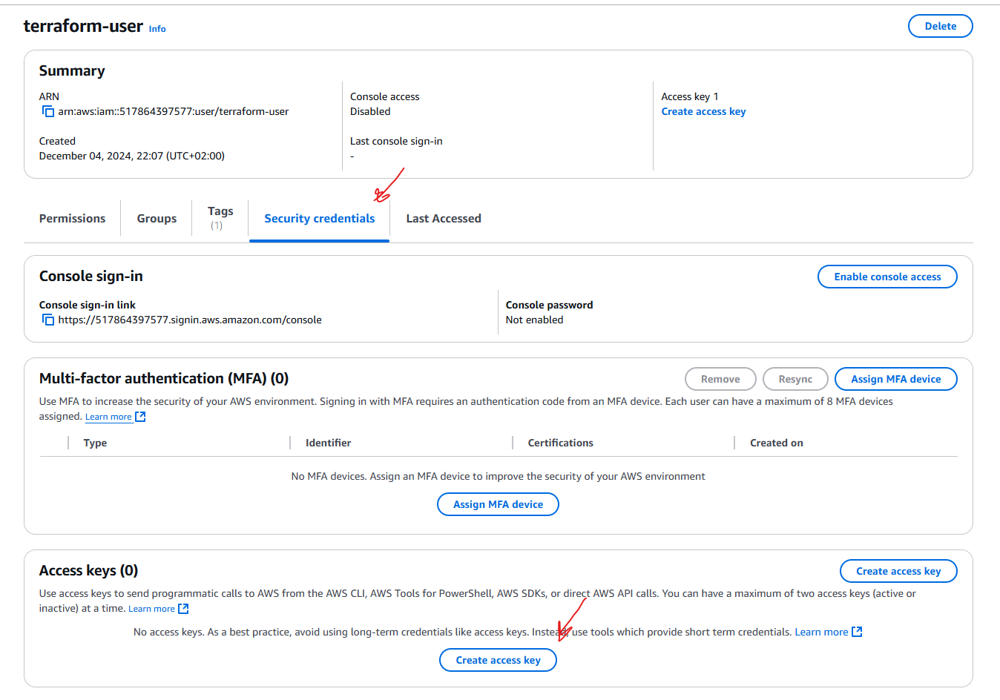 terraform-user Info
Delete
Summary
ARN
arn:aws:iam::517864397577:user/terraform-user
Created
December 04, 2024, 22:07 (UTC+02:00)
Console access
Disabled
Last console sign-in
-
Access key 1
Create access key
Permissions
Groups
Tags
(1)
Security credentials
Last Accessed
Console sign-in
Enable console access
Console sign-in link
https://517864397577.signin.aws.amazon.com/console
Console password
Not enabled
Multi-factor authentication (MFA) (0)
Remove
Resync
Assign MFA device
Use MFA to increase the security of your AWS environment. Signing in with MFA requires an authentication code from an MFA device. Each user can have a maximum of 8 MFA devices
assigned. Learn more
Type
Identifier
Certifications
Created on
No MFA devices. Assign an MFA device to improve the security of your AWS environment
Assign MFA device
Access keys (0)
Create access key
Use access keys to send programmatic calls to AWS from the AWS CLI, AWS Tools for PowerShell, AWS SDKs, or direct AWS API calls. You can have a maximum of two access keys (active or
inactive) at a time. Learn more
No access keys. As a best practice, avoid using long-term credentials like access keys. Instead, use tools which provide short term credentials. Learn more
Create access key